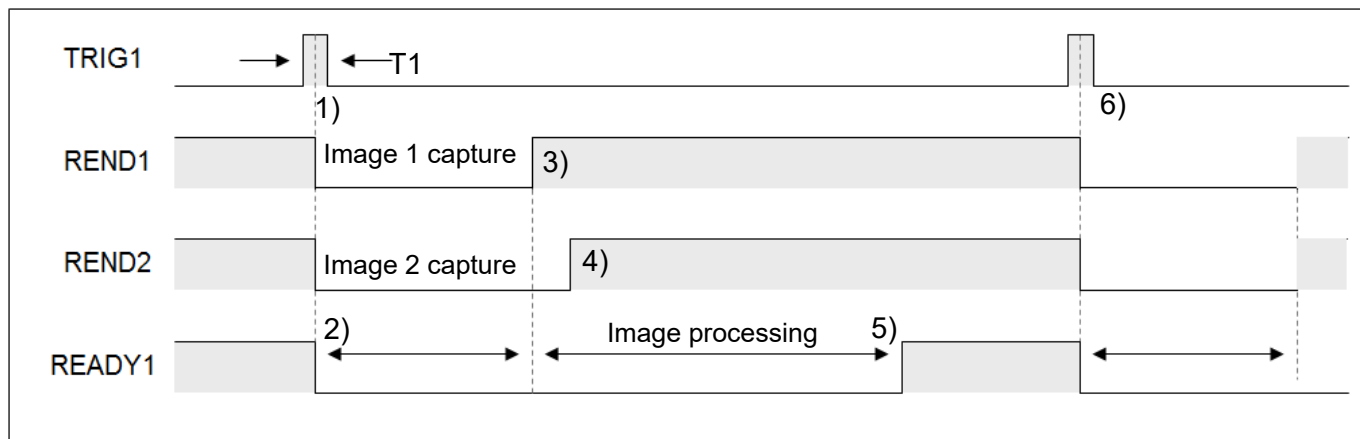 TRIG1
T1
1)
6)
REND1
Image 1 capture
3)
REND2
Image 2 capture
4)
2)
Image processing
5)
READY1